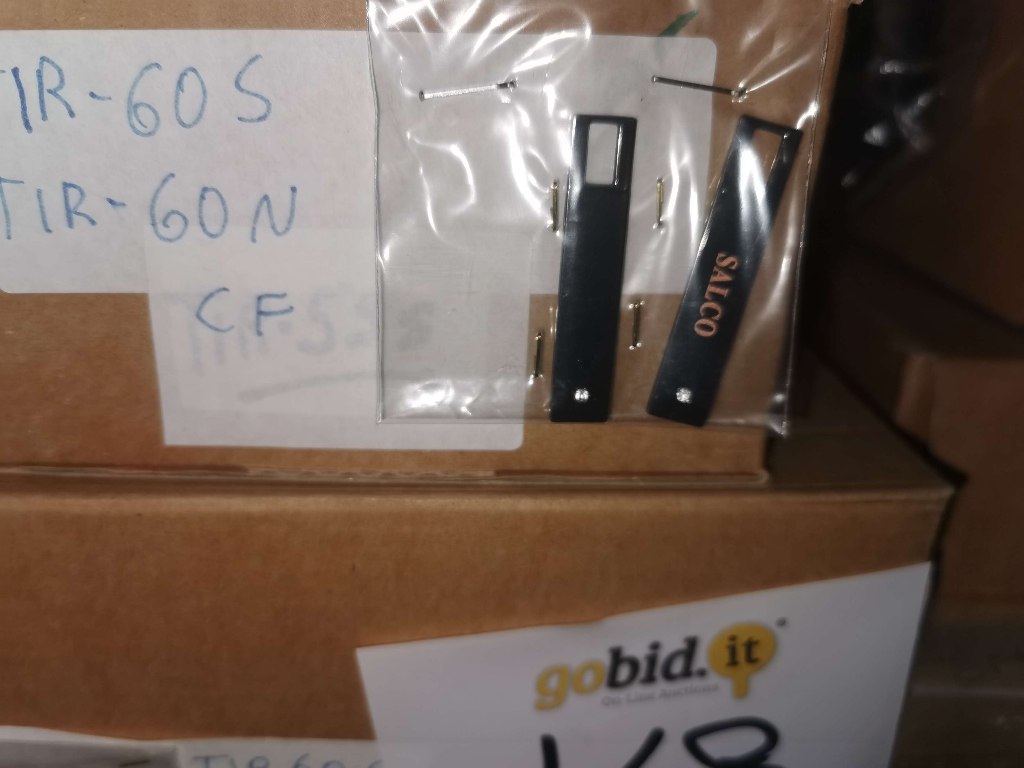 TIR-60S
TIR-60N
CF
SALCO
gobid.it
On Line Auctions